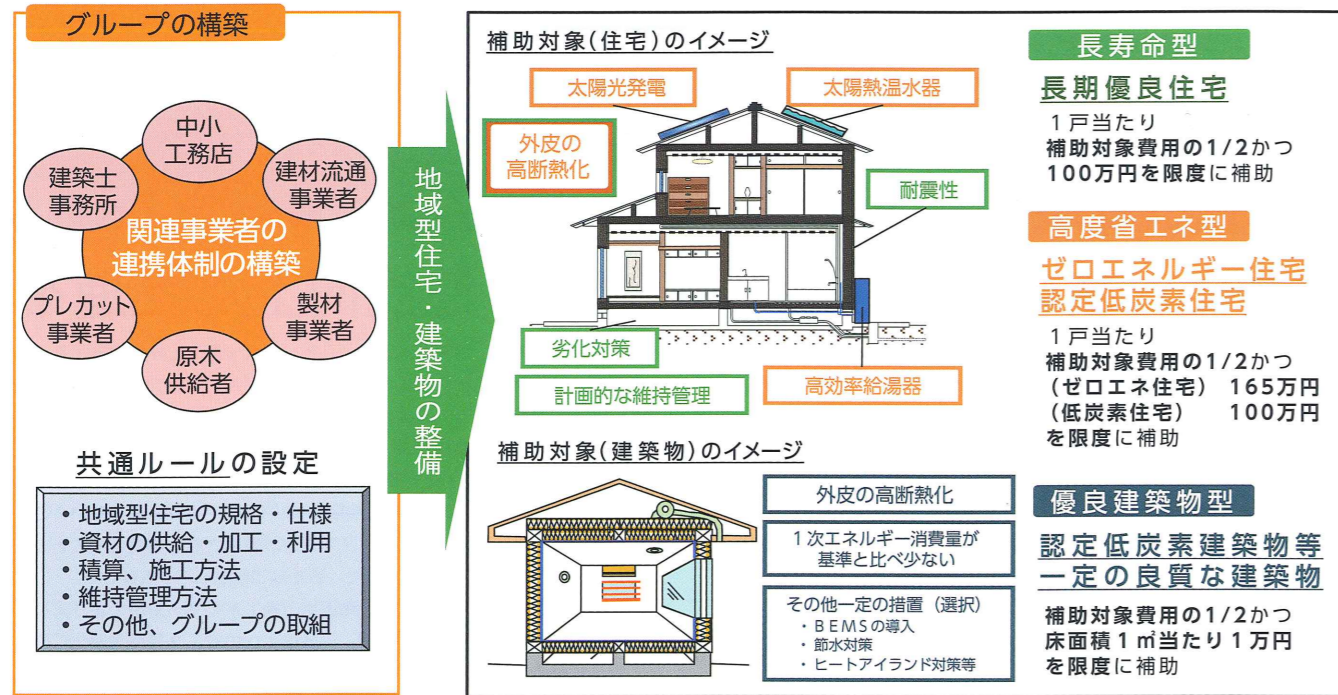 グループの構築
中小
工務店
建築士
事務所
建材流通
事業者
関連事業者の
連携体制の構築
プレカット
事業者
製材
事業者
原木
供給者
共通ルールの設定
・地域型住宅の規格・仕様
・資材の供給・加工・利用
・積算、施工方法
・維持管理方法
・その他、グループの取組
地域型住宅・建築物の整備
補助対象(住宅)のイメージ
太陽光発電
太陽熱温水器
外皮の
高断熱化
耐震性
劣化対策
計画的な維持管理
高効率給湯器
補助対象(建築物)のイメージ
外皮の高断熱化
1次エネルギー消費量が
基準と比べ少ない
その他一定の措置（選択）
・BEMSの導入
・節水対策
・ヒートアイランド対策等
長寿命型
長期優良住宅
1戸当たり
補助対象費用の1/2かつ
100万円を限度に補助
高度省エネ型
ゼロエネルギー住宅
認定低炭素住宅
1戸当たり
補助対象費用の1/2かつ
(ゼロエネ住宅) 165万円
(低炭素住宅) 100万円
を限度に補助
優良建築物型
認定低炭素建築物等
一定の良質な建築物
補助対象費用の1/2かつ
床面積1㎡当たり1万円
を限度に補助